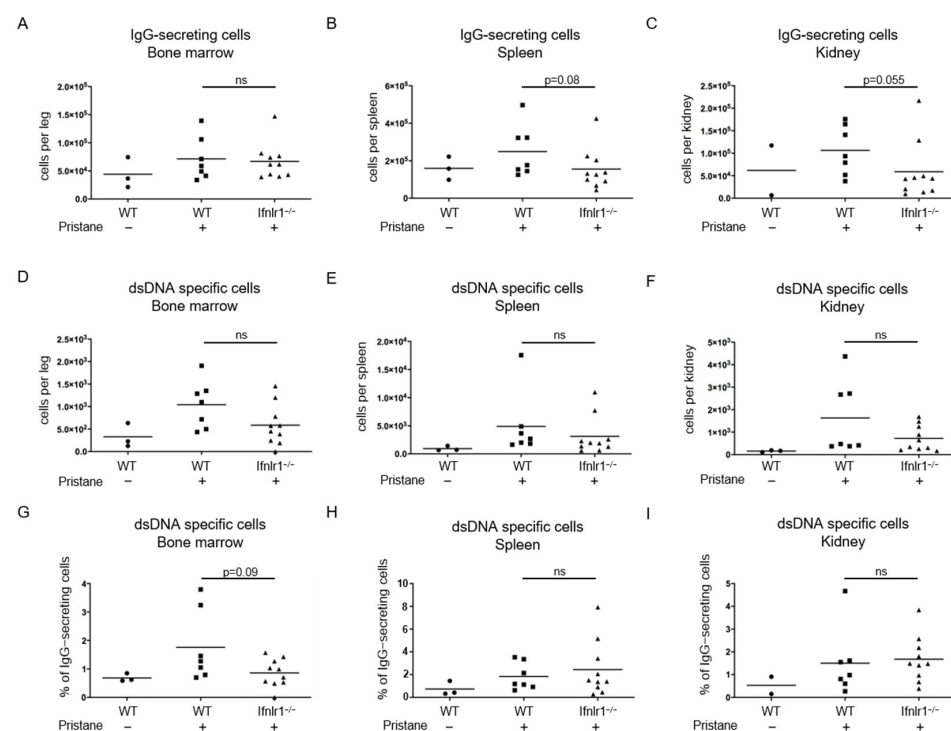 A
IgG-secreting cells
Bone marrow
cells per leg
2.0×10⁵
1.5×10⁵
1.0×10⁵
5.0×10⁴
0.0
ns
WT WT Ifnlr1⁻/⁻
Pristane − + +
B
IgG-secreting cells
Spleen
cells per spleen
6×10⁵
4×10⁵
2×10⁵
0
p=0.08
WT WT Ifnlr1⁻/⁻
Pristane − + +
C
IgG-secreting cells
Kidney
cells per kidney
2.5×10⁵
2.0×10⁵
1.5×10⁵
1.0×10⁵
5.0×10⁴
0.0
p=0.055
WT WT Ifnlr1⁻/⁻
Pristane − + +
D
dsDNA specific cells
Bone marrow
cells per leg
2.5×10³
2.0×10³
1.5×10³
1.0×10³
5.0×10²
0.0
ns
WT WT Ifnlr1⁻/⁻
Pristane − + +
E
dsDNA specific cells
Spleen
cells per spleen
2.0×10⁴
1.5×10⁴
1.0×10⁴
5.0×10³
0.0
ns
WT WT Ifnlr1⁻/⁻
Pristane − + +
F
dsDNA specific cells
Kidney
cells per kidney
5×10³
4×10³
3×10³
2×10³
1×10³
0
ns
WT WT Ifnlr1⁻/⁻
Pristane − + +
G
dsDNA specific cells
Bone marrow
% of IgG−secreting cells
4
3
2
1
0
p=0.09
WT WT Ifnlr1⁻/⁻
Pristane − + +
H
dsDNA specific cells
Spleen
% of IgG−secreting cells
10
8
6
4
2
0
ns
WT WT Ifnlr1⁻/⁻
Pristane − + +
I
dsDNA specific cells
Kidney
% of IgG−secreting cells
5
4
3
2
1
0
ns
WT WT Ifnlr1⁻/⁻
Pristane − + +